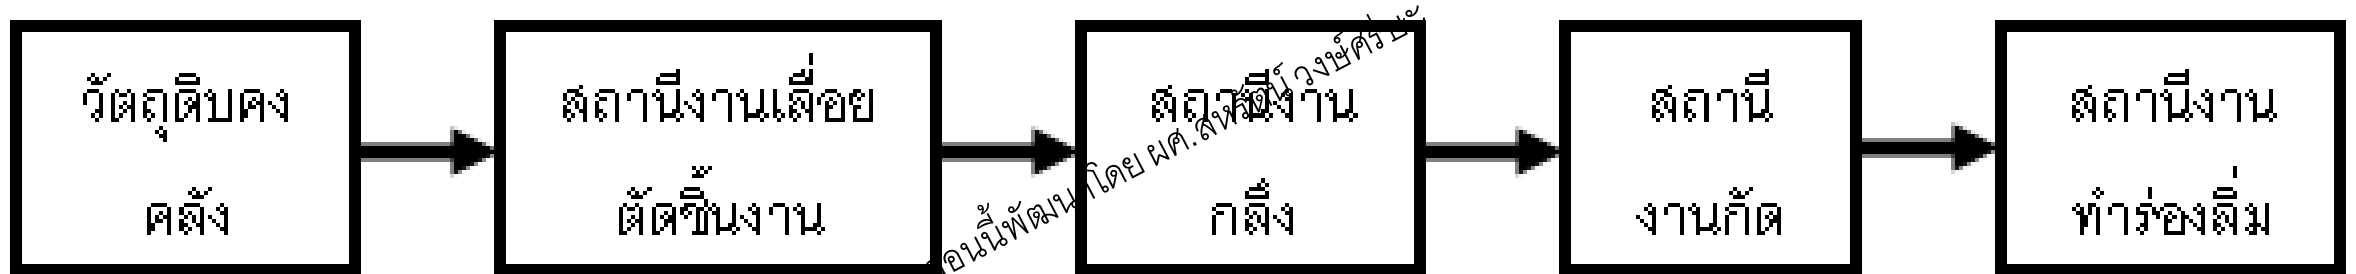 วัตถุดิบคง
คลัง
สถานีงานเลื่อย
ตัดชิ้นงาน
สถานีงาน
กลึง
สถานี
งานกัด
สถานีงาน
ทำร่องลิ่ม
นี้พัฒนาโดย ผศ.สหรัตน์ วงษ์ศรีษะ